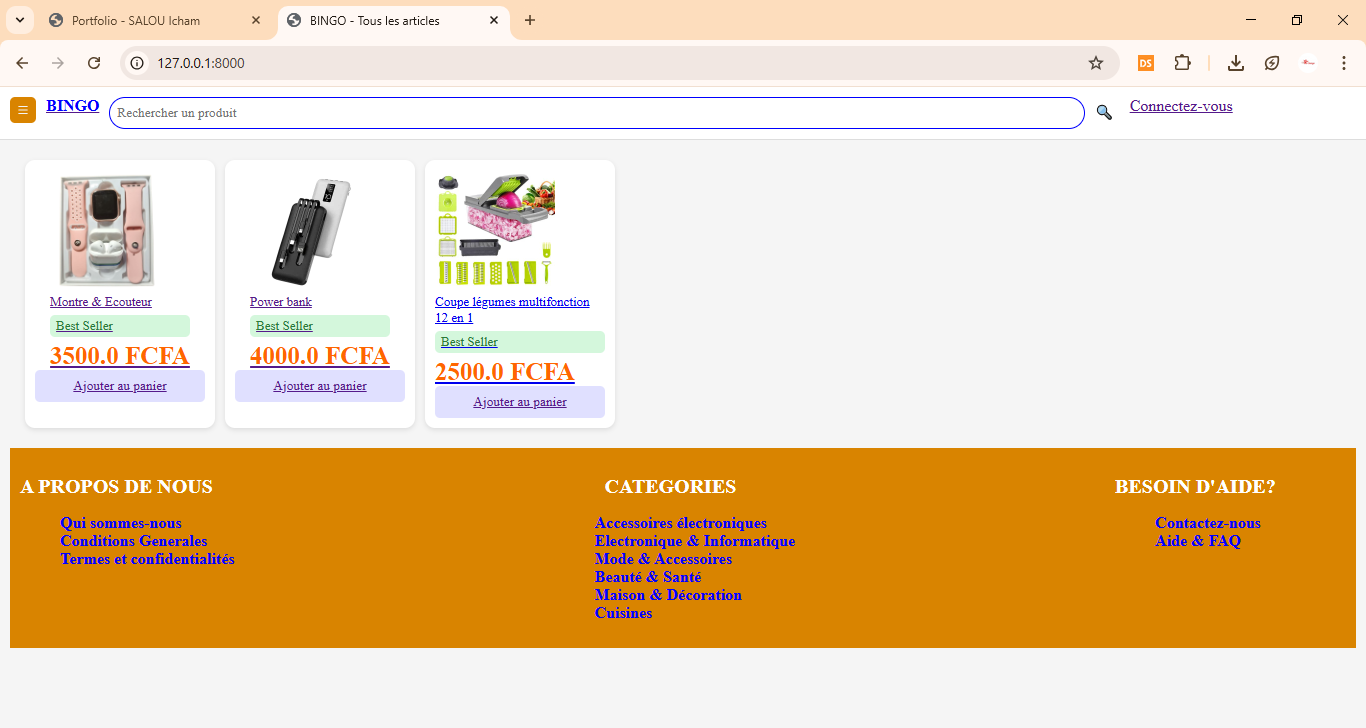 Portfolio - SALOU Icham
BINGO - Tous les articles
127.0.0.1:8000
DS
BINGO
Rechercher un produit
Connectez-vous
Montre & Ecouteur
Best Seller
3500.0 FCFA
Ajouter au panier
Power bank
Best Seller
4000.0 FCFA
Ajouter au panier
Coupe légumes multifonction
12 en 1
Best Seller
2500.0 FCFA
Ajouter au panier
A PROPOS DE NOUS
Qui sommes-nous
Conditions Generales
Termes et confidentialités
CATEGORIES
Accessoires électroniques
Electronique & Informatique
Mode & Accessoires
Beauté & Santé
Maison & Décoration
Cuisines
BESOIN D'AIDE?
Contactez-nous
Aide & FAQ